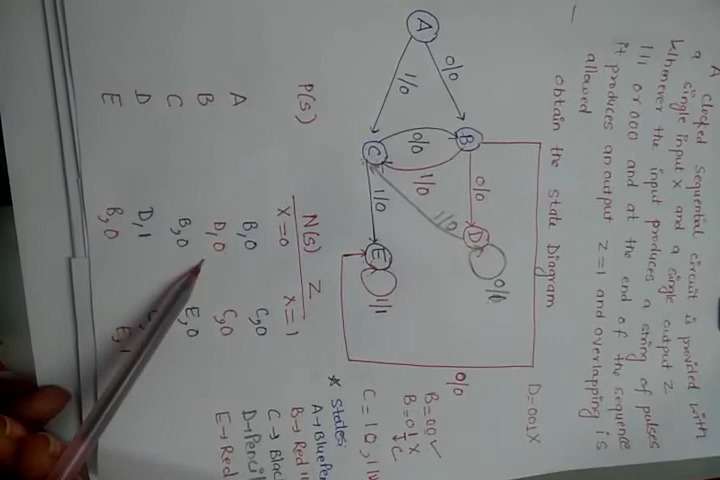 A clocked sequential circuit is provided with
a single input x and a single output Z
Whenever the input produces a string of pulses
111 or 000 and at the end of the sequence
it produces an output Z=1 and overlapping is
allowed
obtain the state Diagram
D=001X
A
0/0
1/0
B
0/0
C
0/0
1/0
1/0
D
0/0
1/0
E
1/1
0/0
B=00✓
B=01X
↓C
C=10,11
* states:
A→Blue
B→Red
C→Blac
D→Pencil
E→Red
P(s) N(s) Z
x=0 x=1
A B,0 C,0
B D,0 C,0
C B,0 E,0
D D,1
E B,0 E,1